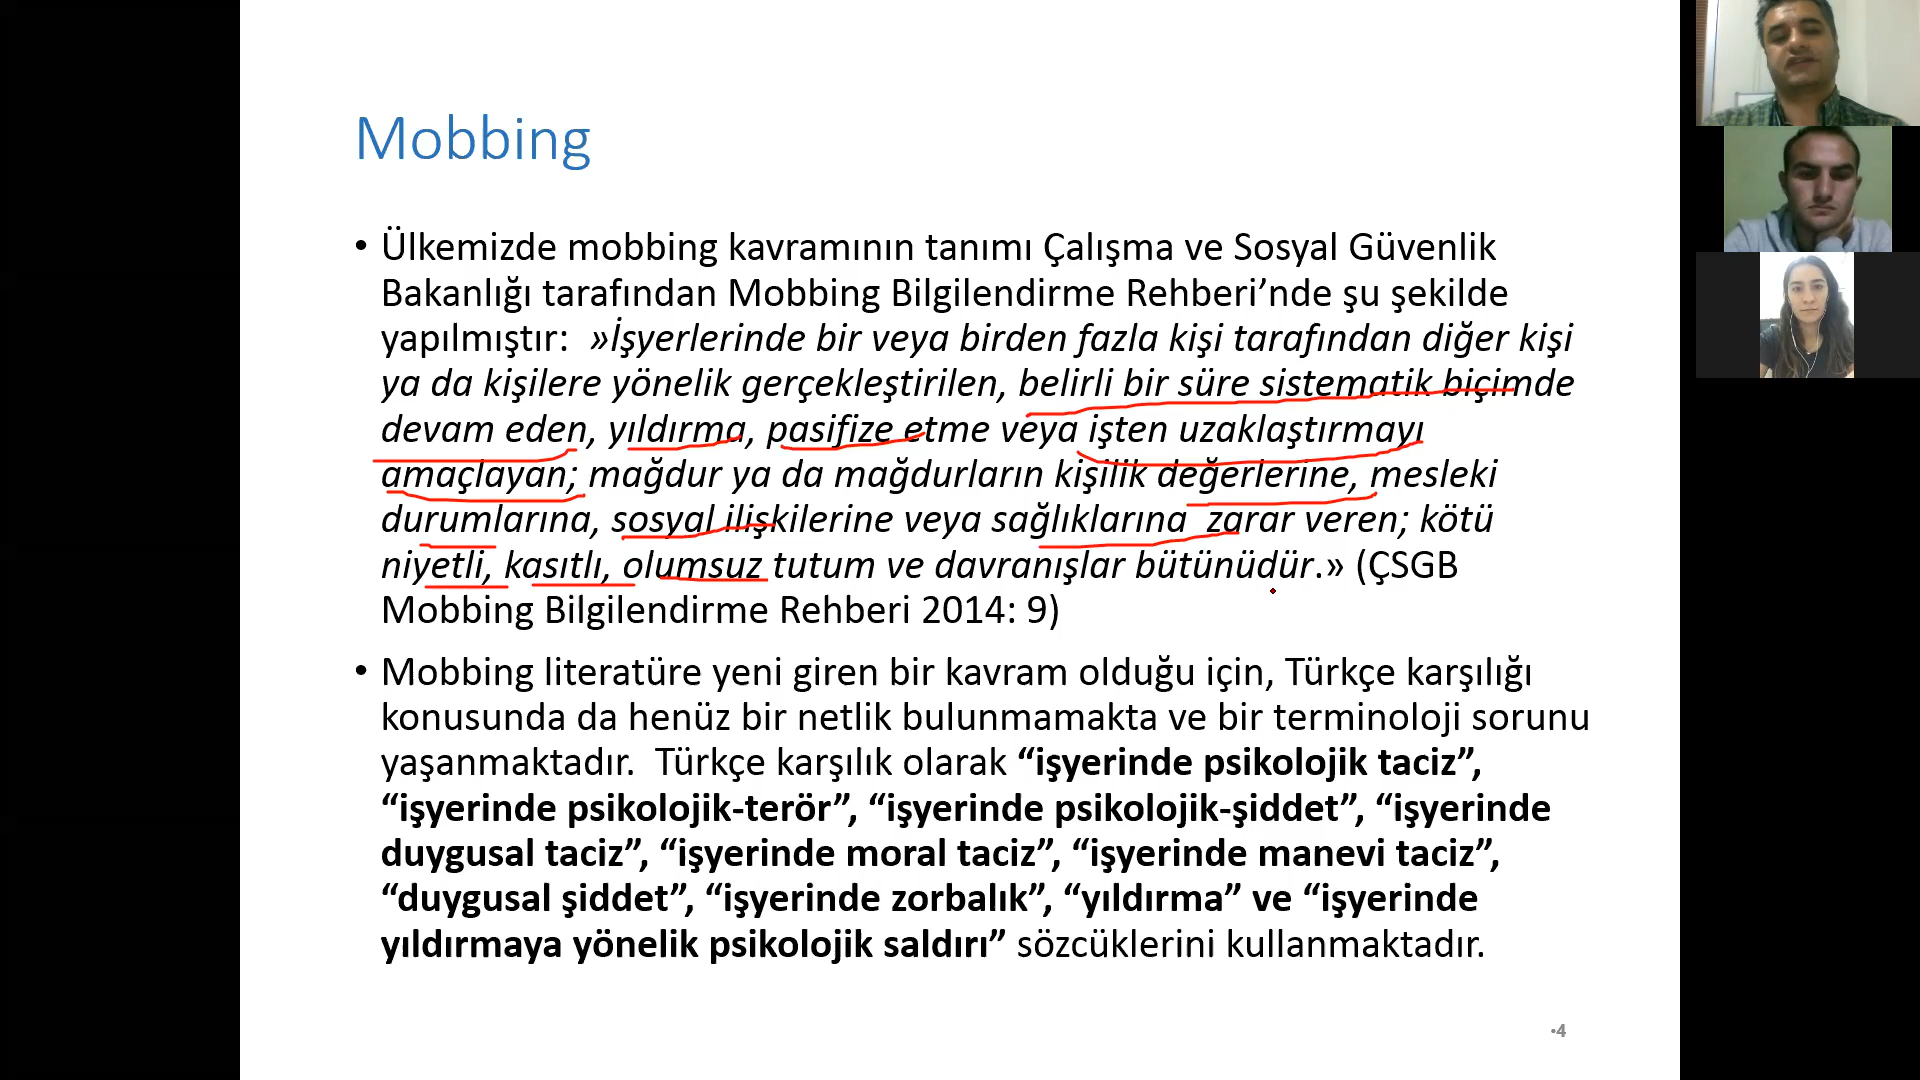 Mobbing
• Ülkemizde mobbing kavramının tanımı Çalışma ve Sosyal Güvenlik
Bakanlığı tarafından Mobbing Bilgilendirme Rehberi’nde şu şekilde
yapılmıştır: »İşyerlerinde bir veya birden fazla kişi tarafından diğer kişi
ya da kişilere yönelik gerçekleştirilen, belirli bir süre sistematik biçimde
devam eden, yıldırma, pasifize etme veya işten uzaklaştırmayı
amaçlayan; mağdur ya da mağdurların kişilik değerlerine, mesleki
durumlarına, sosyal ilişkilerine veya sağlıklarına zarar veren; kötü
niyetli, kasıtlı, olumsuz tutum ve davranışlar bütünüdür.» (ÇSGB
Mobbing Bilgilendirme Rehberi 2014: 9)
• Mobbing literatüre yeni giren bir kavram olduğu için, Türkçe karşılığı
konusunda da henüz bir netlik bulunmamakta ve bir terminoloji sorunu
yaşanmaktadır. Türkçe karşılık olarak “işyerinde psikolojik taciz”,
“işyerinde psikolojik-terör”, “işyerinde psikolojik-şiddet”, “işyerinde
duygusal taciz”, “işyerinde moral taciz”, “işyerinde manevi taciz”,
“duygusal şiddet”, “işyerinde zorbalık”, “yıldırma” ve “işyerinde
yıldırmaya yönelik psikolojik saldırı” sözcüklerini kullanmaktadır.
•4